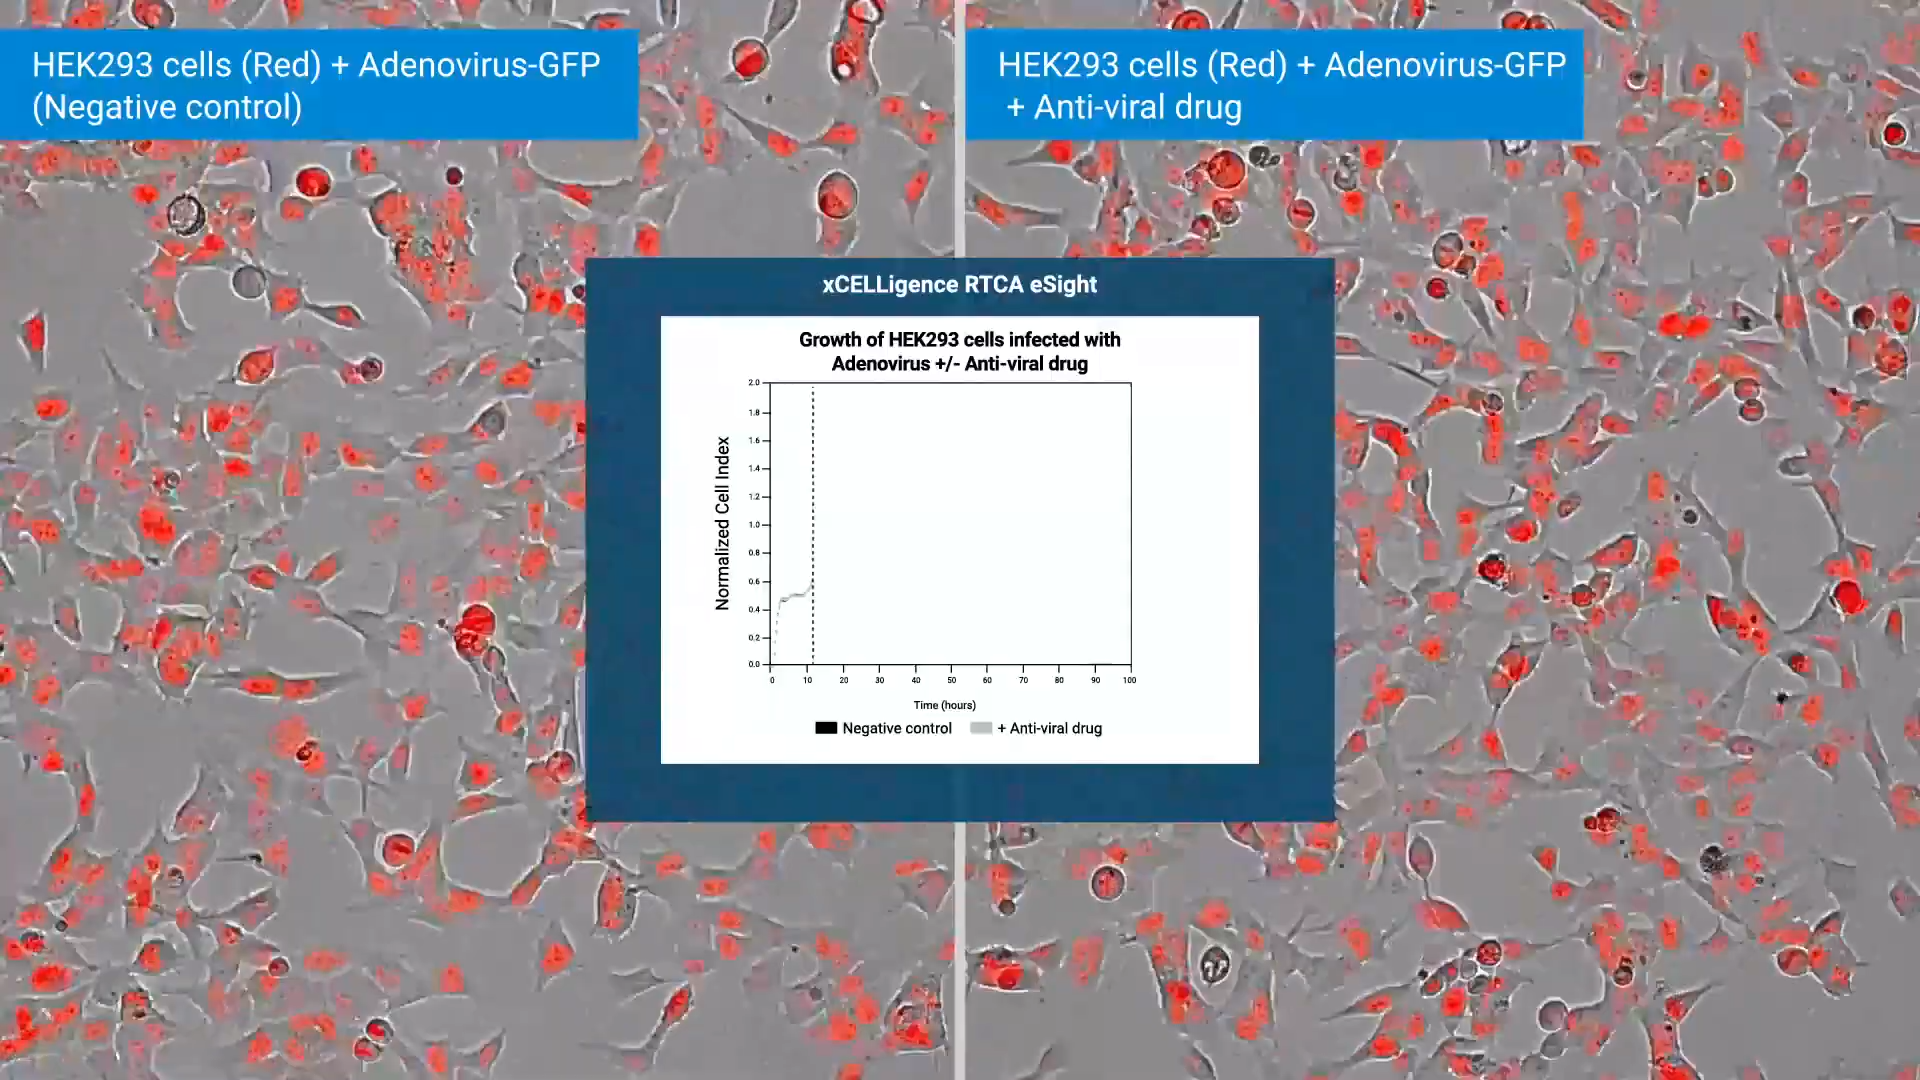 HEK293 cells (Red) + Adenovirus-GFP
(Negative control)
HEK293 cells (Red) + Adenovirus-GFP
+ Anti-viral drug
xCELLigence RTCA eSight
Growth of HEK293 cells infected with
Adenovirus +/- Anti-viral drug
Normalized Cell Index
2.0
1.8
1.6
1.4
1.2
1.0
0.8
0.6
0.4
0.2
0.0
0 10 20 30 40 50 60 70 80 90 100
Time (hours)
Negative control + Anti-viral drug